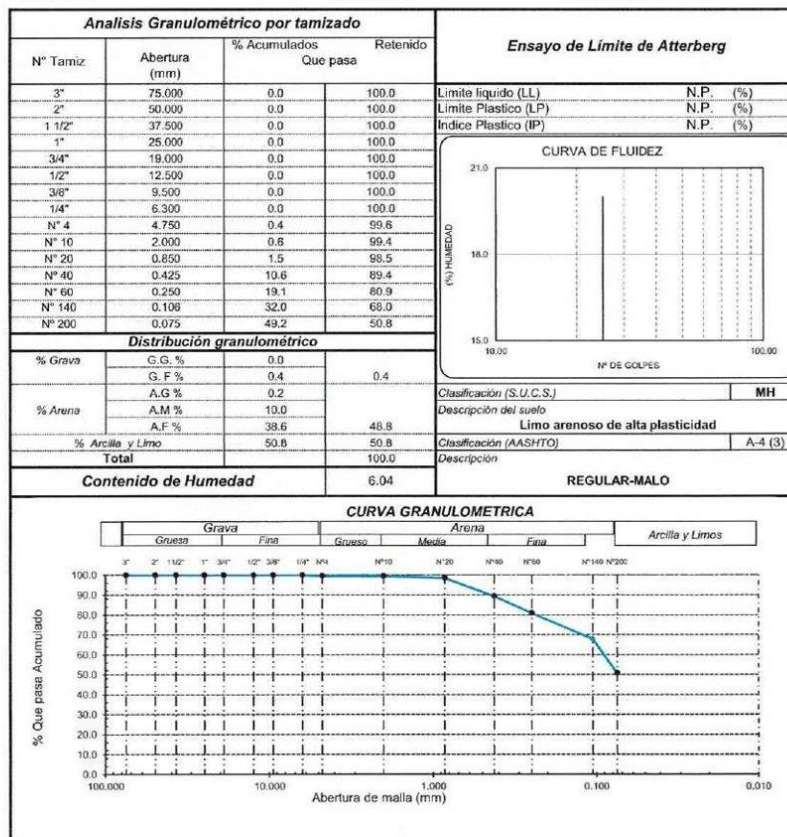 Analisis Granulométrico por tamizado
N° Tamiz Abertura (mm) % Acumulados Retenido
Que pasa
3" 75.000 0.0 100.0
2" 50.000 0.0 100.0
1 1/2" 37.500 0.0 100.0
1" 25.000 0.0 100.0
3/4" 19.000 0.0 100.0
1/2" 12.500 0.0 100.0
3/8" 9.500 0.0 100.0
1/4" 6.300 0.0 100.0
N° 4 4.750 0.4 99.6
N° 10 2.000 0.6 99.4
N° 20 0.850 1.5 98.5
N° 40 0.425 10.6 89.4
N° 60 0.250 19.1 80.9
N° 140 0.106 32.0 68.0
N° 200 0.075 49.2 50.8
Distribución granulométrico
% Grava G.G. % 0.0
G. F % 0.4 0.4
A.G % 0.2
% Arena A.M % 10.0
A.F % 38.6 48.8
% Arcilla y Limo 50.8 50.8
Total 100.0
Contenido de Humedad 6.04
Ensayo de Límite de Atterberg
Limite liquido (LL) N.P. (%)
Limite Plastico (LP) N.P. (%)
Indice Plastico (IP) N.P. (%)
CURVA DE FLUIDEZ
(%) HUMEDAD
21.0
18.0
15.0
10.00 100.00
N° DE GOLPES
Clasificación (S.U.C.S.) MH
Descripción del suelo
Limo arenoso de alta plasticidad
Clasificación (AASHTO) A-4 (3)
Descripción
REGULAR-MALO
CURVA GRANULOMETRICA
Grava Arena Arcilla y Limos
Gruesa Fina Grueso Media Fina
3" 2" 11/2" 1" 3/4" 1/2" 3/8" 1/4" N°4 N°10 N°20 N°40 N°60 N°140 N°200
% Que pasa Acumulado
100.0
90.0
80.0
70.0
60.0
50.0
40.0
30.0
20.0
10.0
0.0
100.000 10.000 1.000 0.100 0.010
Abertura de malla (mm)